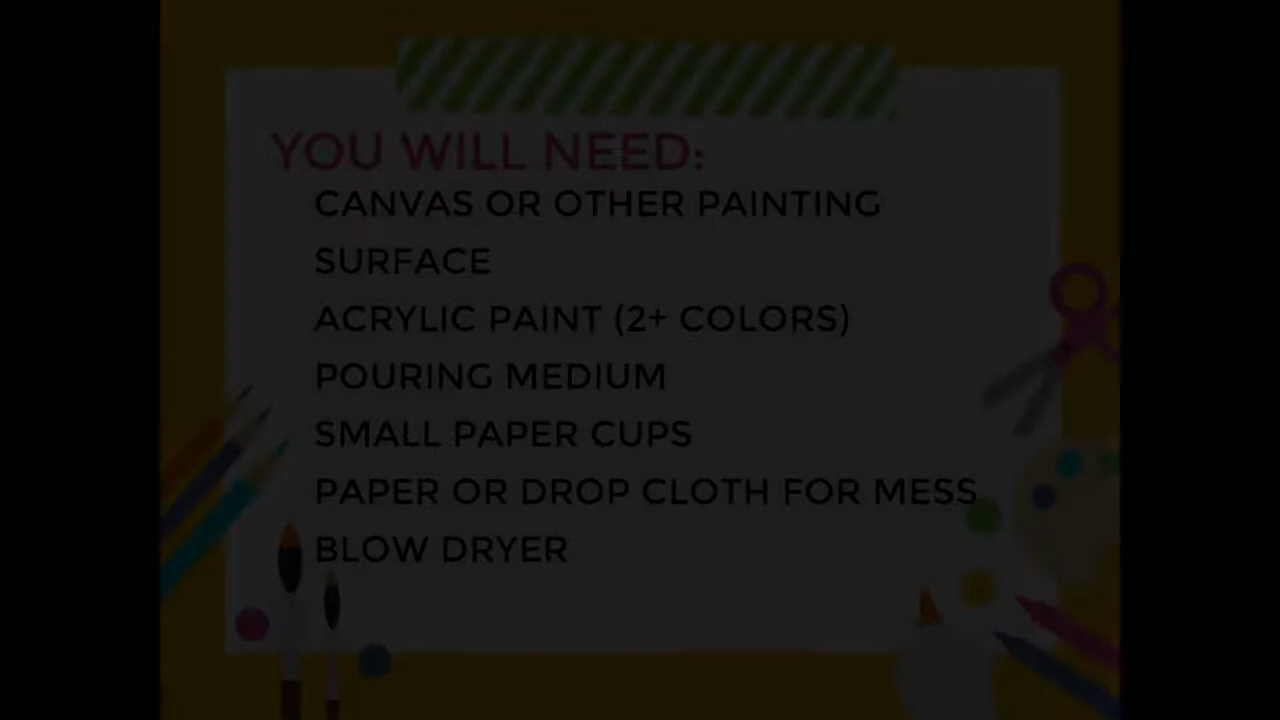 YOU WILL NEED:
CANVAS OR OTHER PAINTING
SURFACE
ACRYLIC PAINT (2+ COLORS)
POURING MEDIUM
SMALL PAPER CUPS
PAPER OR DROP CLOTH FOR MESS
BLOW DRYER